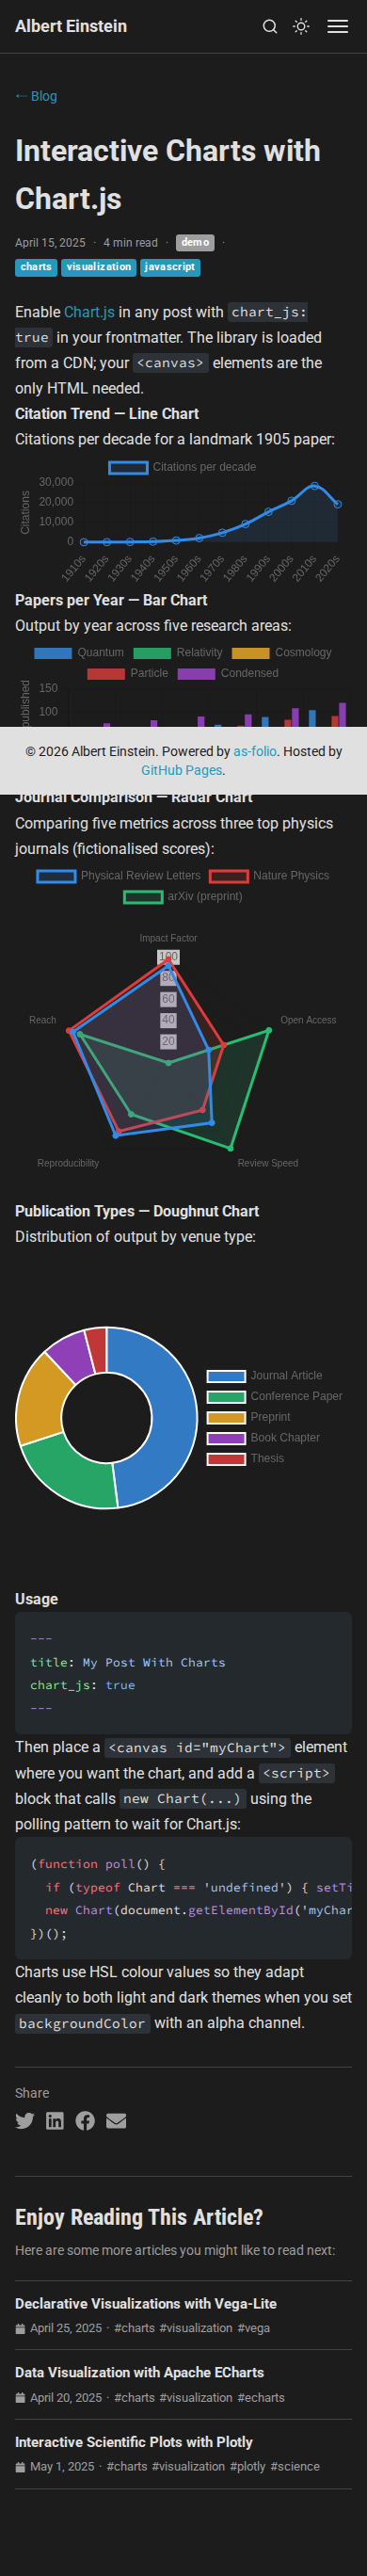 Albert Einstein
← Blog
Interactive Charts with
Chart.js
April 15, 2025 · 4 min read · demo ·
charts visualization javascript
Enable Chart.js in any post with chart_js:
true in your frontmatter. The library is loaded
from a CDN; your <canvas> elements are the
only HTML needed.
Citation Trend — Line Chart
Citations per decade for a landmark 1905 paper:
Citations per decade
30,000
20,000
10,000
0
Citations
1910s 1920s 1930s 1940s 1950s 1960s 1970s 1980s 1990s 2000s 2010s 2020s
Papers per Year — Bar Chart
Output by year across five research areas:
Quantum Relativity Cosmology
Particle Condensed
150
100
© 2026 Albert Einstein. Powered by as-folio. Hosted by
GitHub Pages.
Journal Comparison — Radar Chart
Comparing five metrics across three top physics
journals (fictionalised scores):
Physical Review Letters Nature Physics
arXiv (preprint)
Impact Factor
100
80
60
40
20
Reach
Open Access
Reproducibility
Review Speed
Publication Types — Doughnut Chart
Distribution of output by venue type:
Journal Article
Conference Paper
Preprint
Book Chapter
Thesis
Usage
---
title: My Post With Charts
chart_js: true
---
Then place a <canvas id="myChart"> element
where you want the chart, and add a <script>
block that calls new Chart(...) using the
polling pattern to wait for Chart.js:
(function poll() {
if (typeof Chart === 'undefined') { setTi
new Chart(document.getElementById('myChar
})();
Charts use HSL colour values so they adapt
cleanly to both light and dark themes when you set
backgroundColor with an alpha channel.
Share
Enjoy Reading This Article?
Here are some more articles you might like to read next:
Declarative Visualizations with Vega-Lite
April 25, 2025 · #charts #visualization #vega
Data Visualization with Apache ECharts
April 20, 2025 · #charts #visualization #echarts
Interactive Scientific Plots with Plotly
May 1, 2025 · #charts #visualization #plotly #science